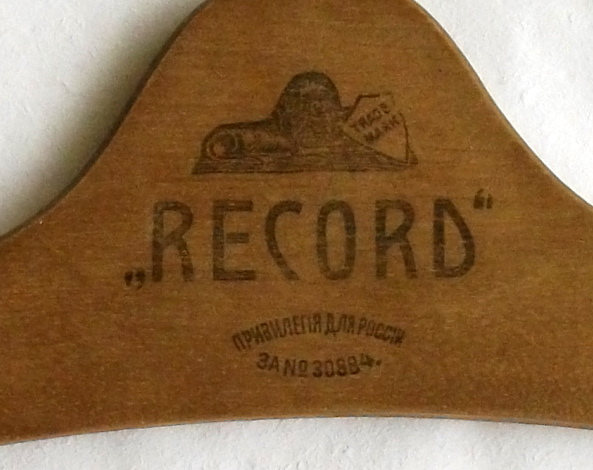 TRADE
MARK
„RECORD“
ПРИВИЛЕГІЯ ДЛЯ РОССІИ
ЗА № 3088